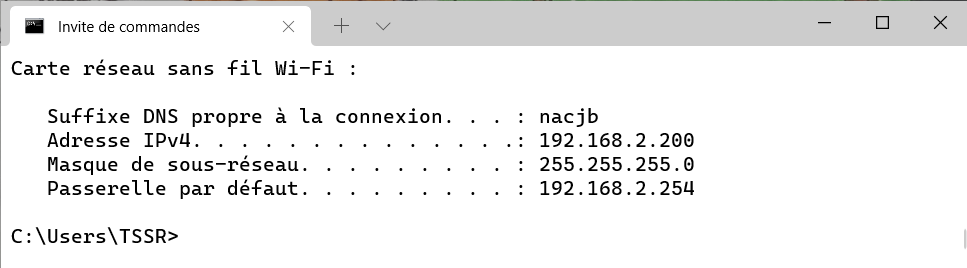 Invite de commandes
Carte réseau sans fil Wi-Fi :
Suffixe DNS propre à la connexion. . . : nacjb
Adresse IPv4. . . . . . . . . . . . . .: 192.168.2.200
Masque de sous-réseau. . . . . . . . . : 255.255.255.0
Passerelle par défaut. . . . . . . . . : 192.168.2.254
C:\Users\TSSR>